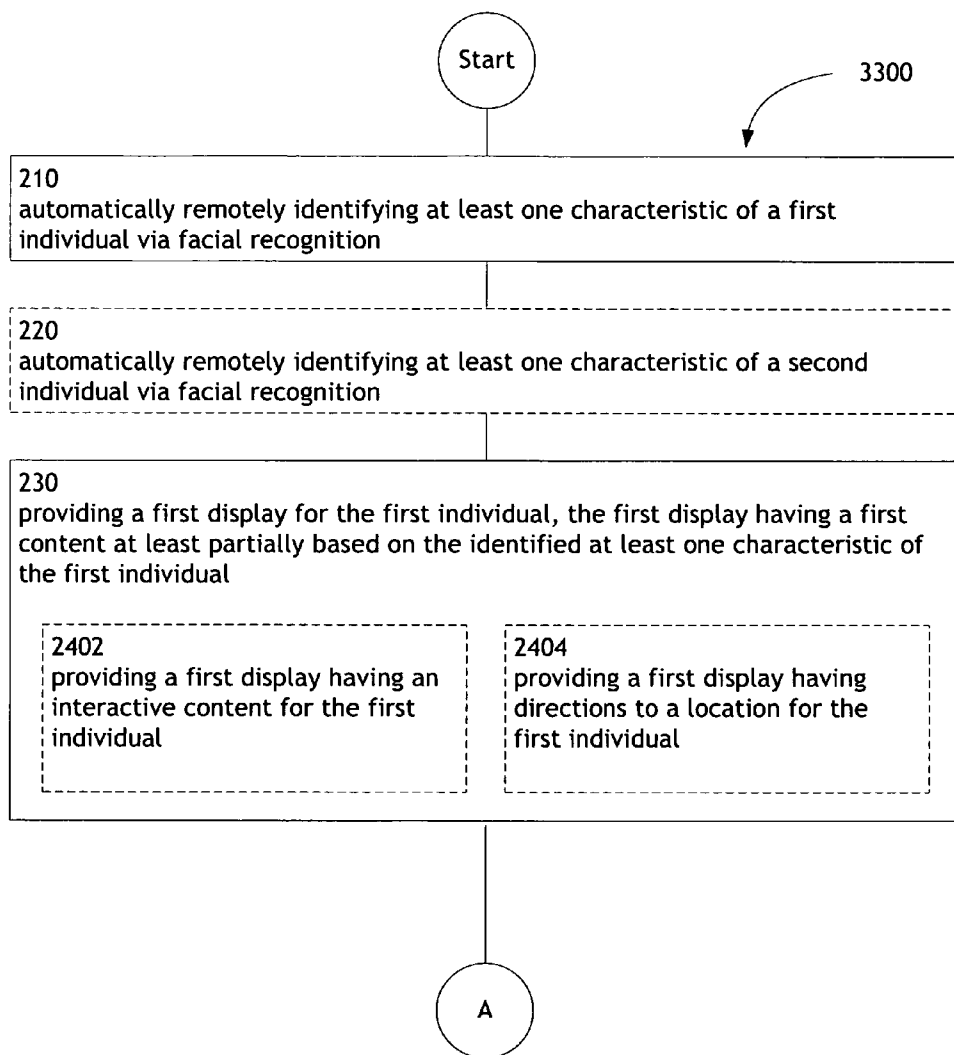 Start
3300
210
automatically remotely identifying at least one characteristic of a first
individual via facial recognition
220
automatically remotely identifying at least one characteristic of a second
individual via facial recognition
230
providing a first display for the first individual, the first display having a first
content at least partially based on the identified at least one characteristic of
the first individual
2402
providing a first display having an
interactive content for the first
individual
2404
providing a first display having
directions to a location for the
first individual
A